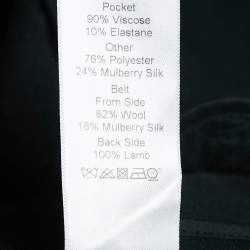 Pocket
90% Viscose
10% Elastane
Other
76% Polyester
24% Mulberry Silk
Belt
From Side
82% Wool
18% Mulberry Silk
Back Side
100% Lamb